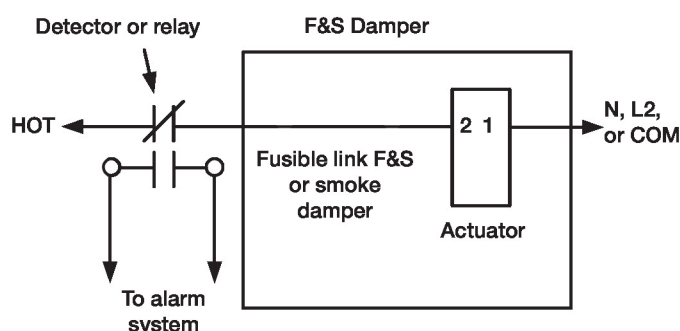 Detector or relay
F&S Damper
HOT
2 1
N, L2,
or COM
Fusible link F&S
or smoke
damper
Actuator
To alarm
system